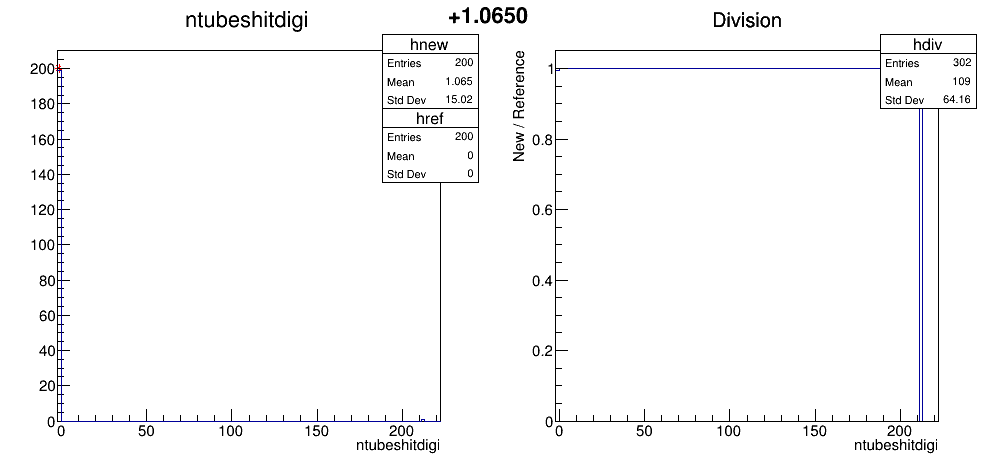 ntubeshitdigi
+1.0650
Division
hnew
Entries 200
Mean 1.065
Std Dev 15.02
href
Entries 200
Mean 0
Std Dev 0
200
180
160
140
120
100
80
60
40
20
0
0 50 100 150 200
ntubeshitdigi
hdiv
Entries 302
Mean 109
Std Dev 64.16
New / Reference
1
0.8
0.6
0.4
0.2
0
0 50 100 150 200
ntubeshitdigi